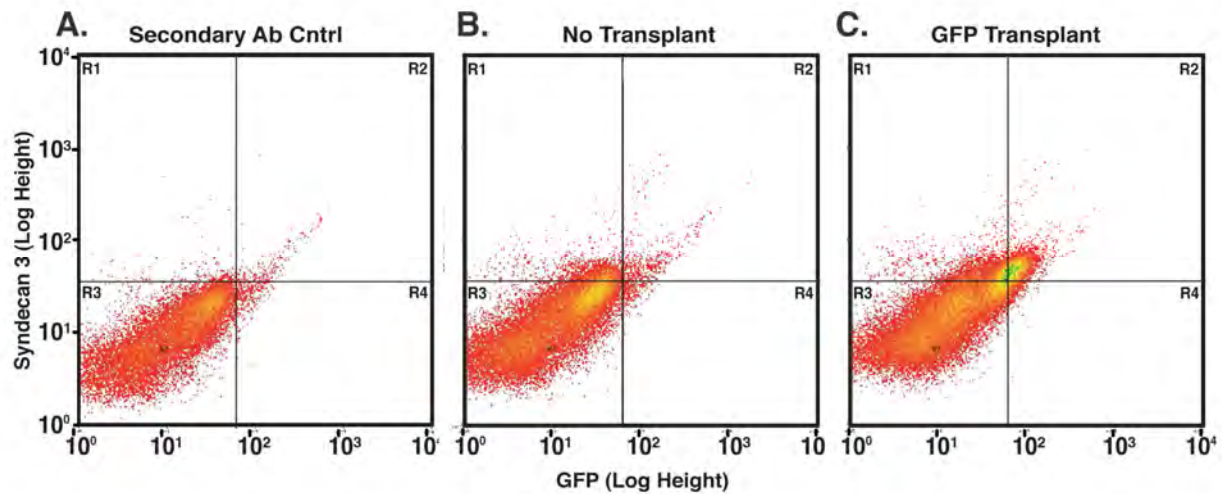 A. Secondary Ab Cntrl
B. No Transplant
C. GFP Transplant
Syndecan 3 (Log Height)
10⁴
10³
10²
10¹
10⁰
R1 R2
R3 R4
R1 R2
R3 R4
R1 R2
R3 R4
10⁰ 10¹ 10² 10³ 10⁴
10⁰ 10¹ 10² 10³ 10
10⁰ 10¹ 10² 10³ 10
GFP (Log Height)